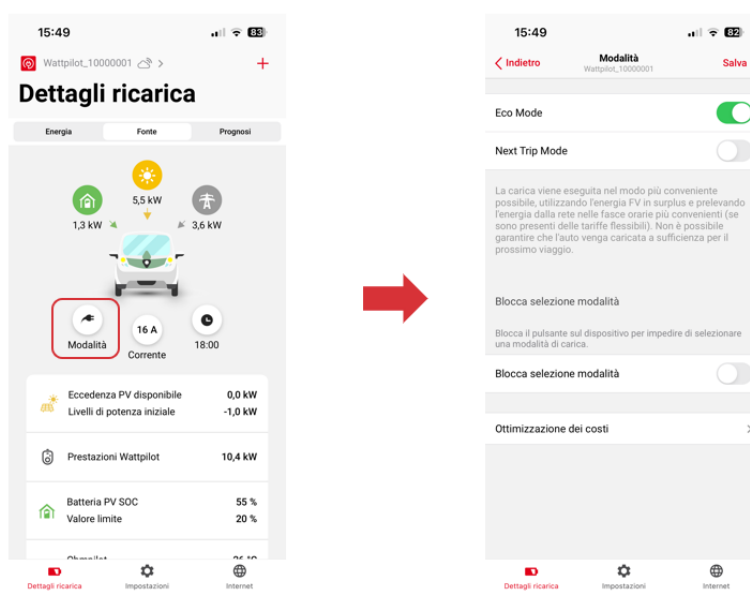 15:49
83
Wattpilot_10000001
Dettagli ricarica
Energia
Fonte
Prognosi
5,5 kW
1,3 kW
3,6 kW
16 A
Modalità
Corrente
18:00
Eccedenza PV disponibile 0,0 kW
Livelli di potenza iniziale -1,0 kW
Prestazioni Wattpilot 10,4 kW
Batteria PV SOC 55 %
Valore limite 20 %
Dettagli ricarica
Impostazioni
Internet
15:49
82
Indietro
Modalità
Salva
Wattpilot_10000001
Eco Mode
Next Trip Mode
La carica viene eseguita nel modo più conveniente
possibile, utilizzando l'energia FV in surplus e prelevando
l'energia dalla rete nelle fasce orarie più convenienti (se
sono presenti delle tariffe flessibili). Non è possibile
garantire che l'auto venga caricata a sufficienza per il
prossimo viaggio.
Blocca selezione modalità
Blocca il pulsante sul dispositivo per impedire di selezionare
una modalità di carica.
Blocca selezione modalità
Ottimizzazione dei costi
Dettagli ricarica
Impostazioni
Internet